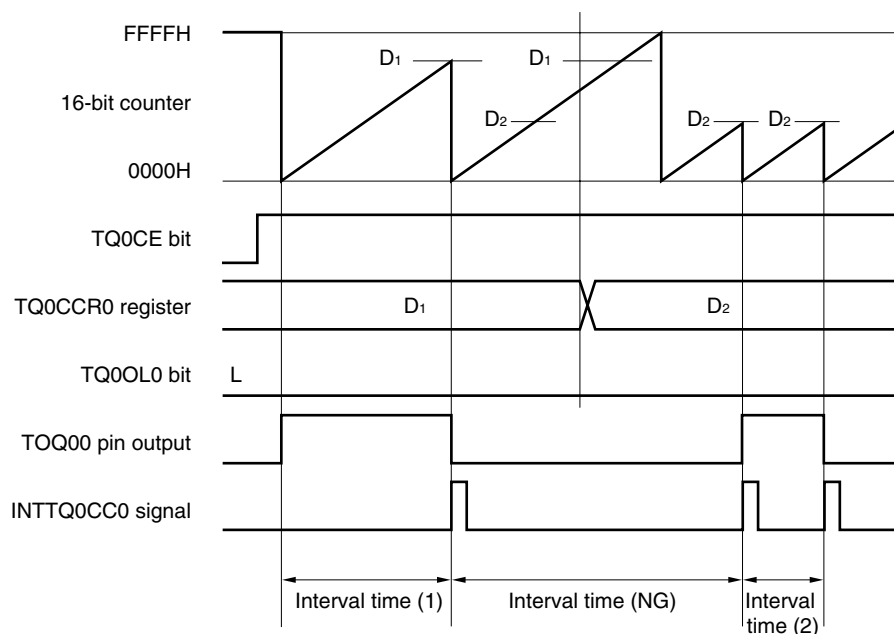 FFFFH
16-bit counter
0000H
D₁
D₁
D₂
D₂
D₂
TQ0CE bit
TQ0CCR0 register
D₁
D₂
TQ0OL0 bit
L
TOQ00 pin output
INTTQ0CC0 signal
Interval time (1)
Interval time (NG)
Interval
time (2)